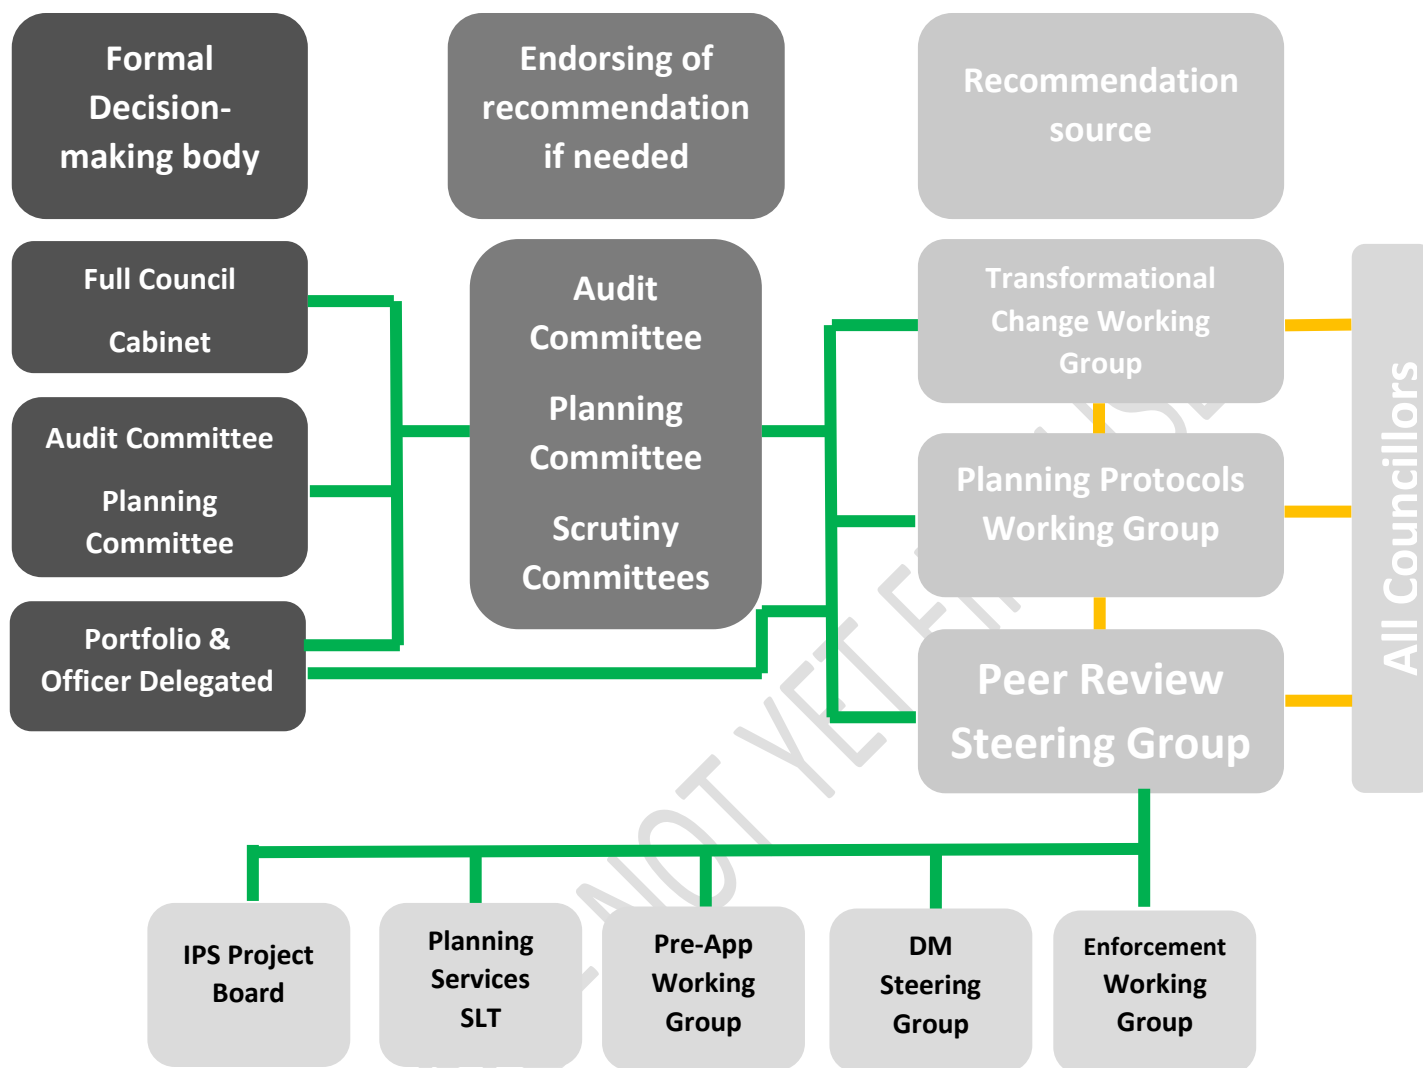 Formal
Decision-
making body
Endorsing of
recommendation
if needed
Recommendation
source
Full Council
Cabinet
Audit Committee
Planning
Committee
Portfolio &
Officer Delegated
Audit
Committee
Planning
Committee
Scrutiny
Committees
Transformational
Change Working
Group
Planning Protocols
Working Group
Peer Review
Steering Group
All Councillors
IPS Project
Board
Planning
Services
SLT
Pre-App
Working
Group
DM
Steering
Group
Enforcement
Working
Group
NOT YET